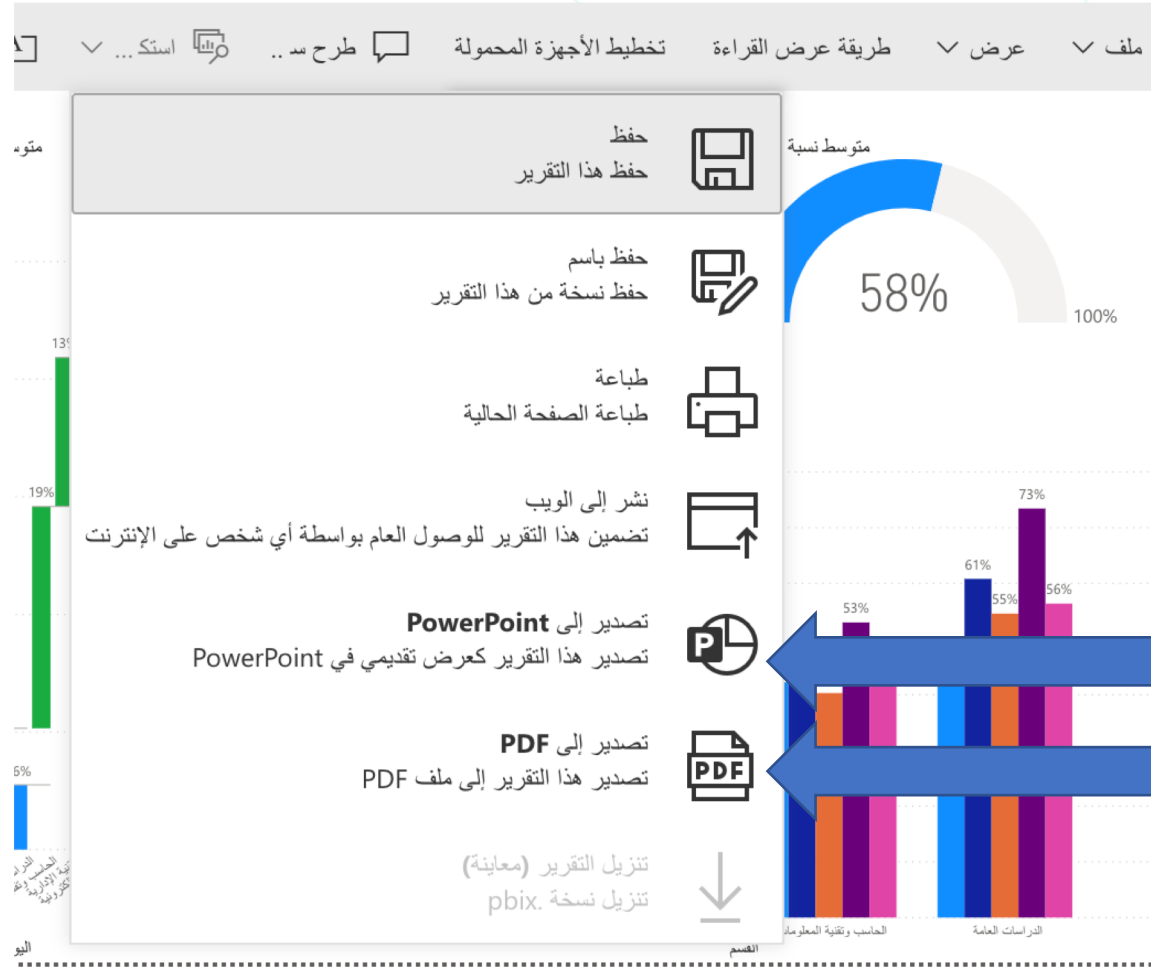 ملف
عرض
طريقة عرض القراءة
تخطيط الأجهزة المحمولة
طرح س ..
استك ...
متوسط نسبة
58%
100%
حفظ
حفظ هذا التقرير
حفظ باسم
حفظ نسخة من هذا التقرير
طباعة
طباعة الصفحة الحالية
نشر إلى الويب
تضمين هذا التقرير للوصول العام بواسطة أي شخص على الإنترنت
تصدير إلى PowerPoint
تصدير هذا التقرير كعرض تقديمي في PowerPoint
تصدير إلى PDF
PDF
تصدير هذا التقرير إلى ملف PDF
تنزيل التقرير (معاينة)
تنزيل نسخة .pbix
73%
61%
55%
56%
53%
الدراسات العامة
الحاسب وتقنية المعلومات
القسم
19%
6%